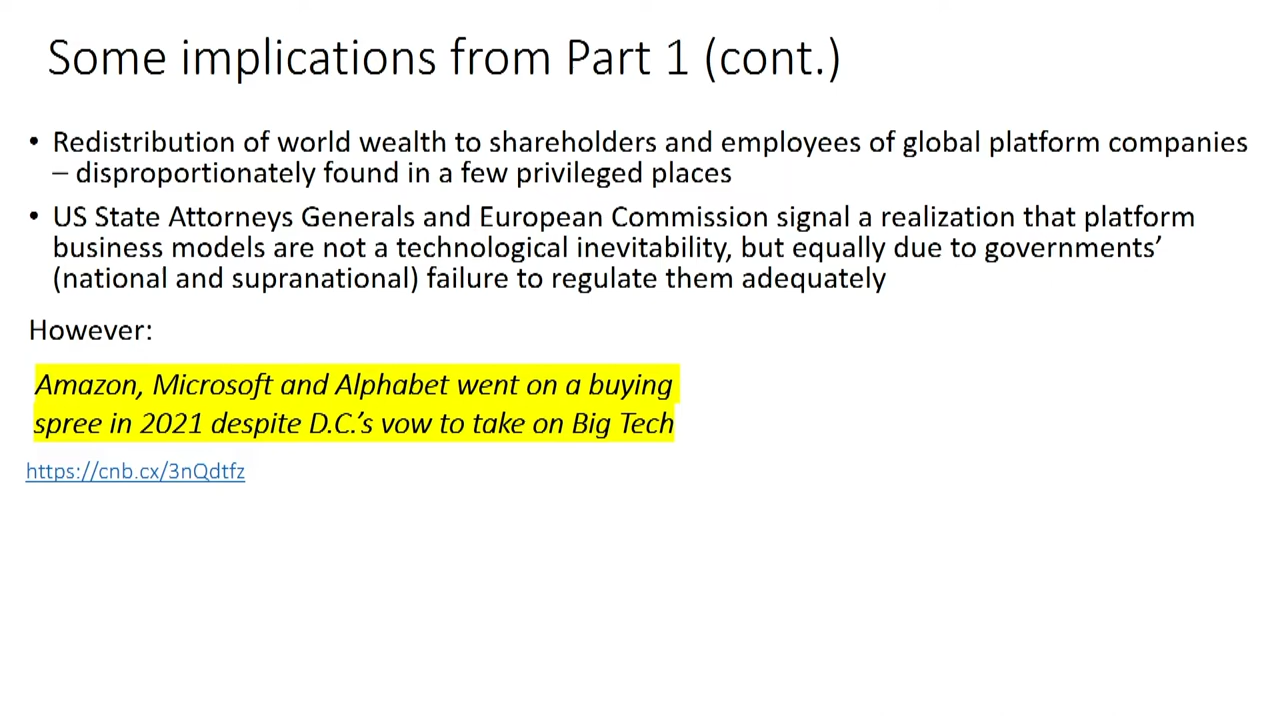 Some implications from Part 1 (cont.)
• Redistribution of world wealth to shareholders and employees of global platform companies
– disproportionately found in a few privileged places
• US State Attorneys Generals and European Commission signal a realization that platform
business models are not a technological inevitability, but equally due to governments’
(national and supranational) failure to regulate them adequately
However:
Amazon, Microsoft and Alphabet went on a buying
spree in 2021 despite D.C.’s vow to take on Big Tech
https://cnb.cx/3nQdtfz